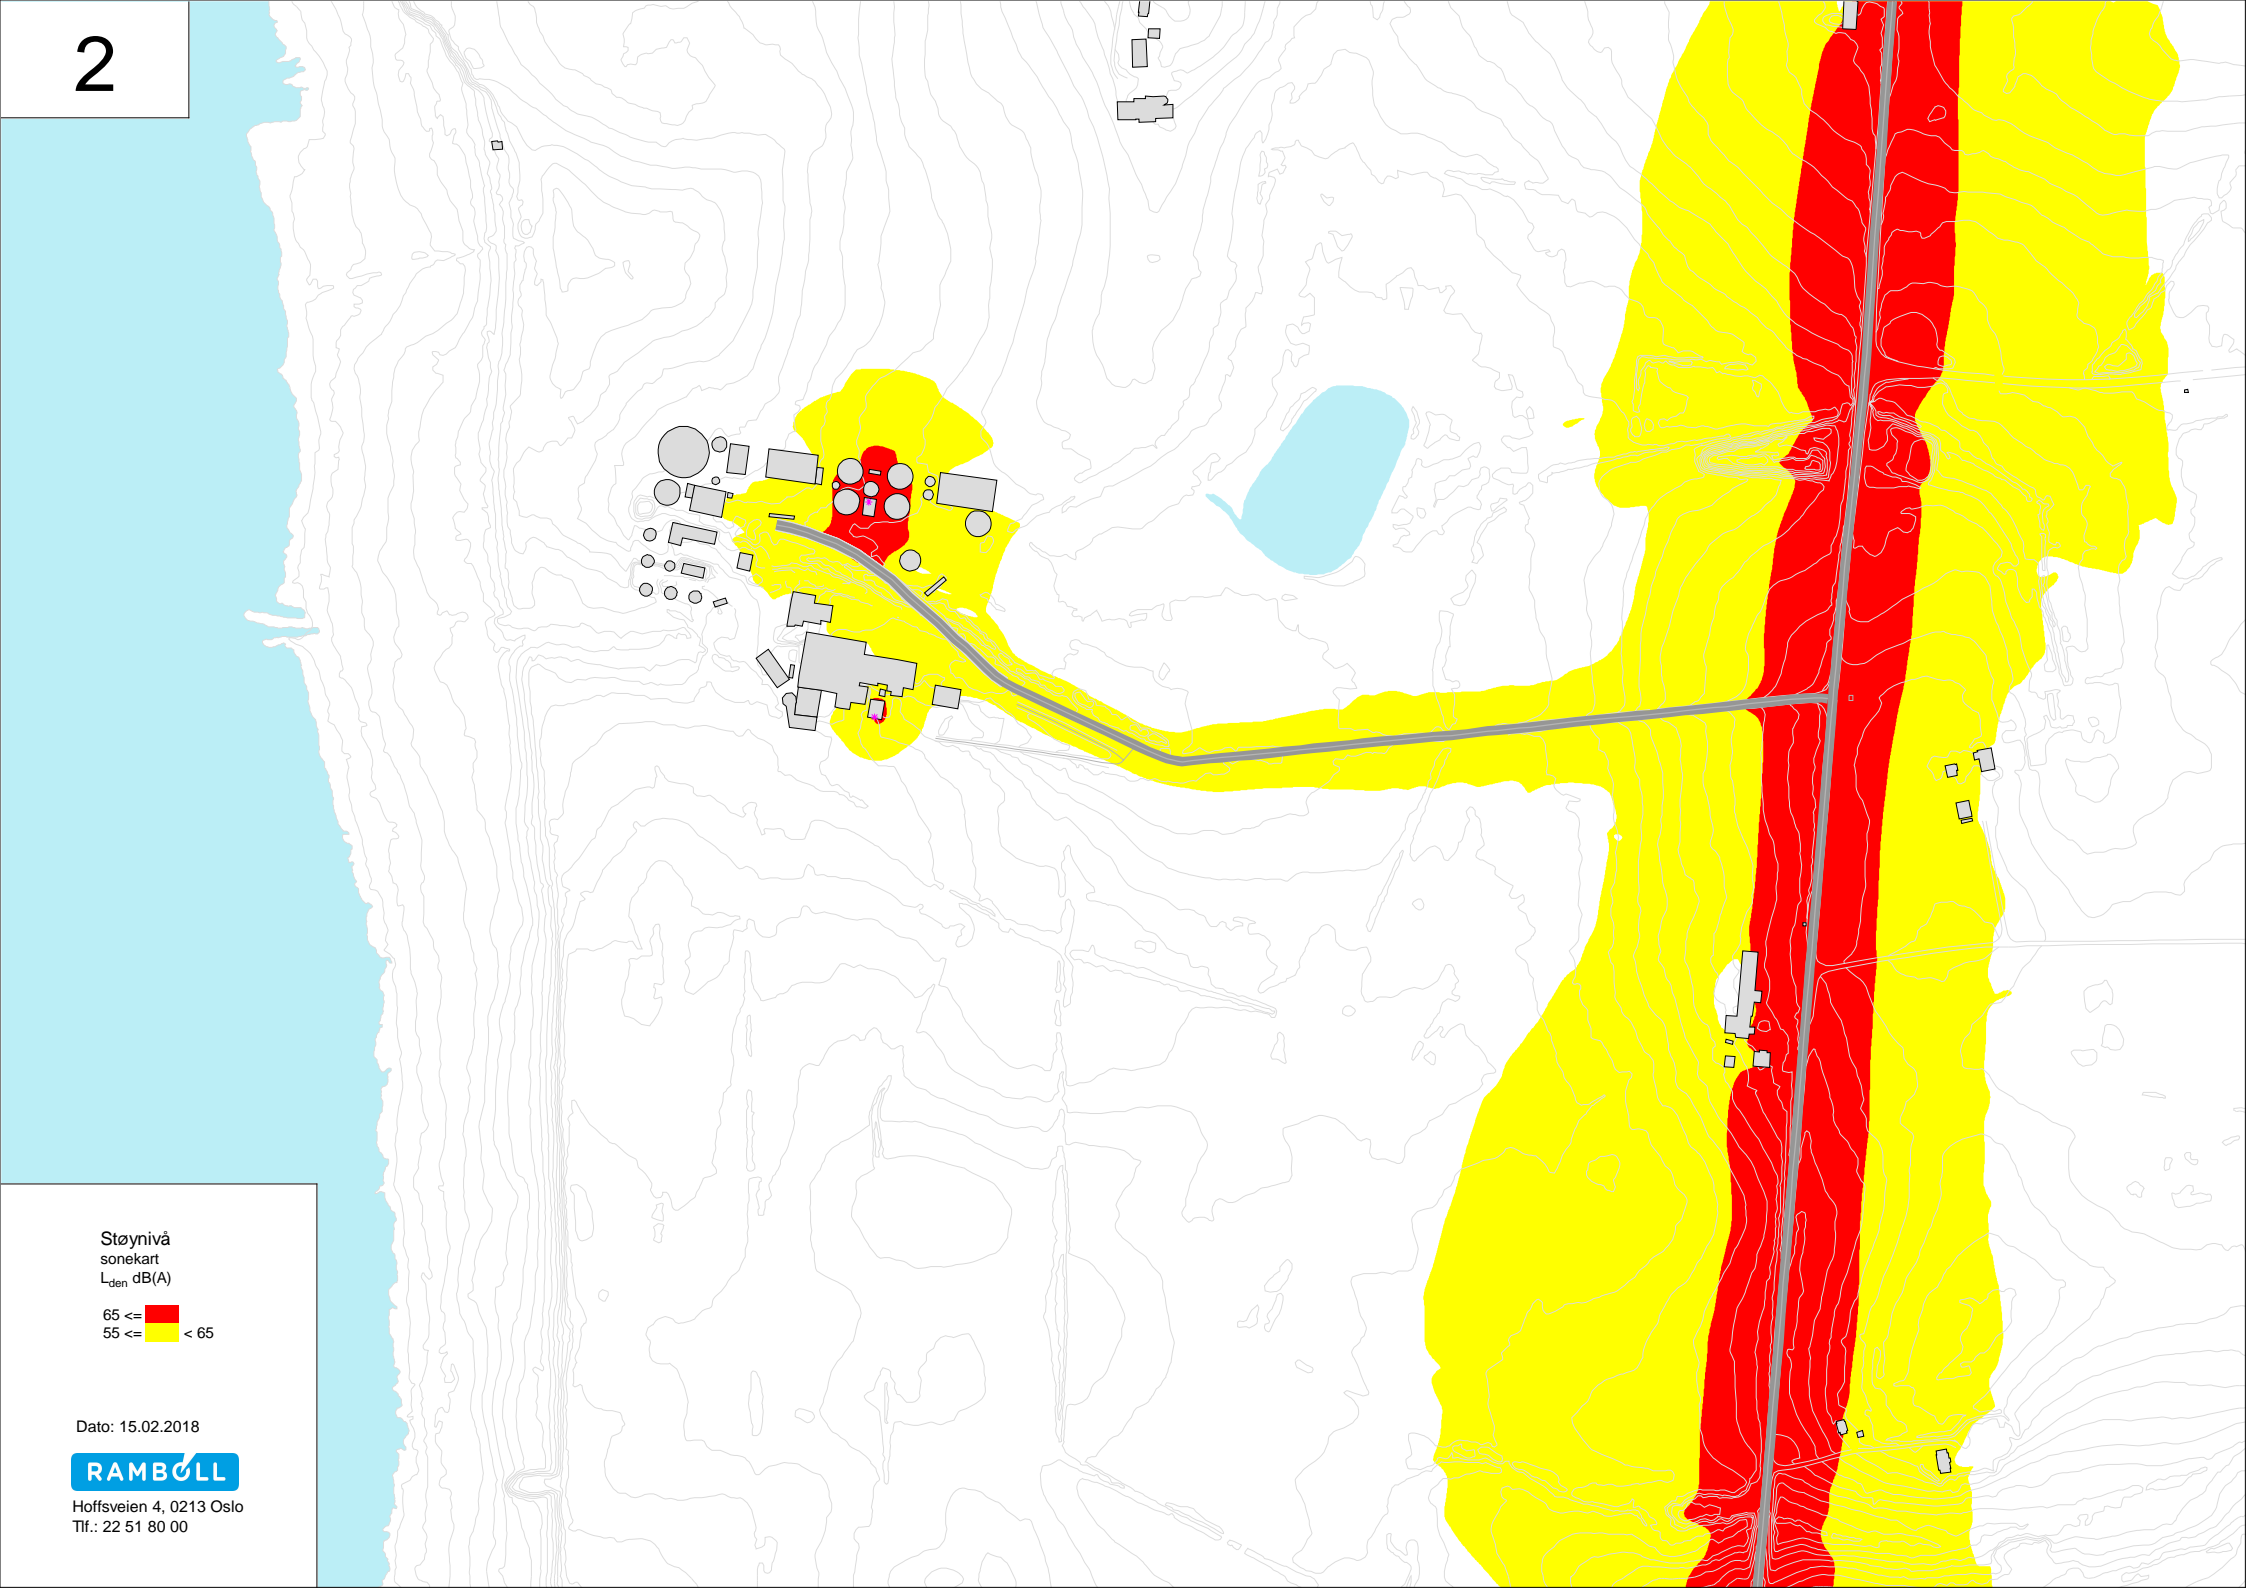 2
Støynivå
sonekart
Lden dB(A)
65 <=
55 <= < 65
Dato: 15.02.2018
RAMBOLL
Hoffsveien 4, 0213 Oslo
Tlf.: 22 51 80 00